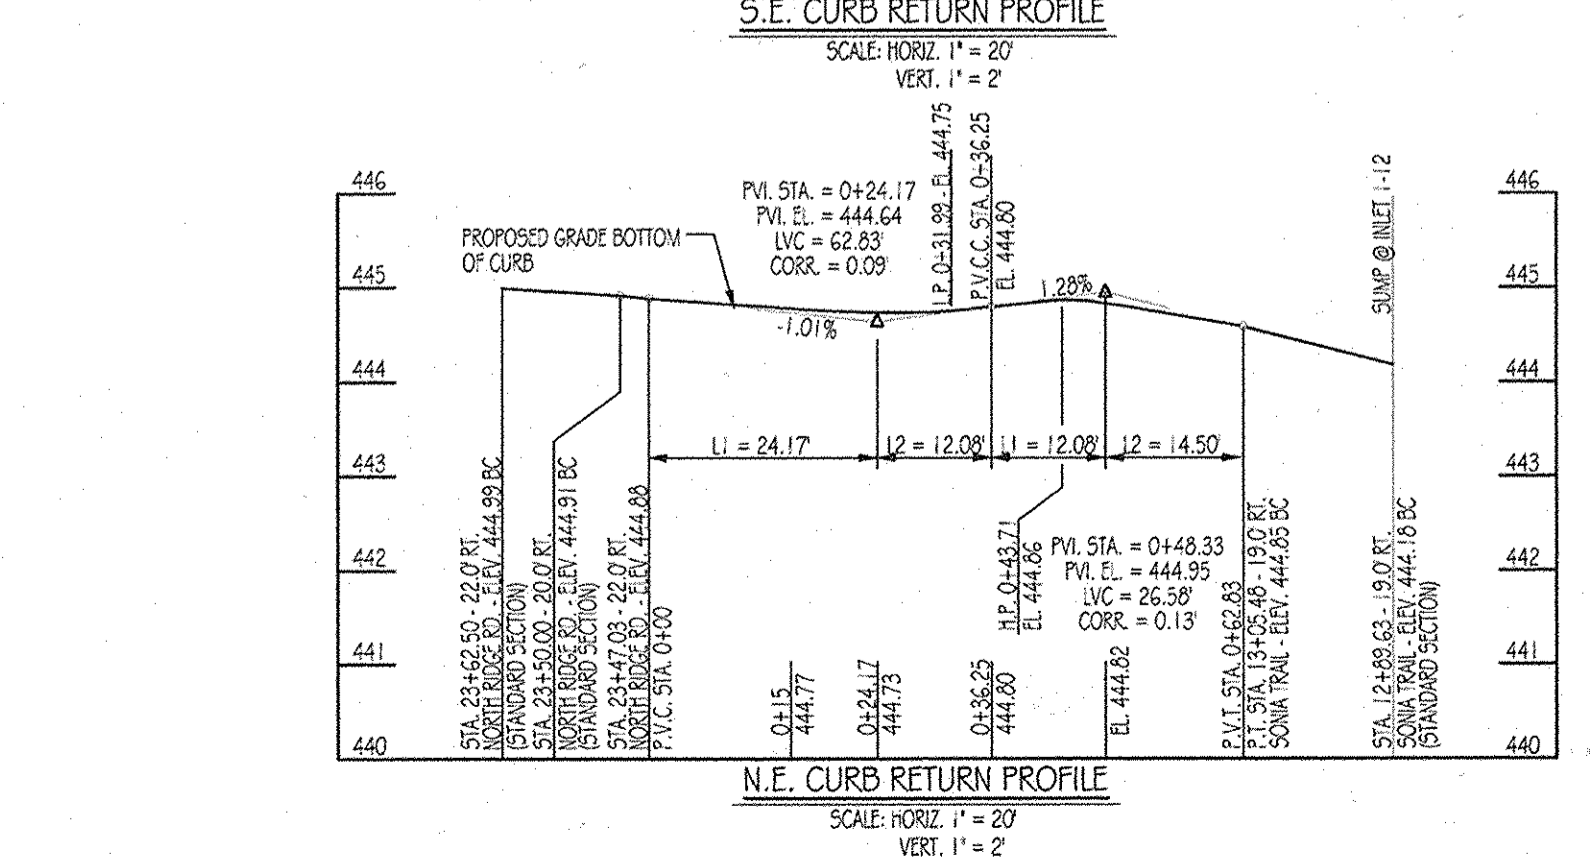 S.E. CURB RETURN PROFILE
SCALE: HORIZ. 1" = 20'
VERT. 1" = 2'
446
445
444
443
442
441
440
PROPOSED GRADE BOTTOM
OF CURB
PVI. STA. = 0+24.17
PVI. EL. = 444.64
LVC = 62.83'
CORR. = 0.09'
L.P. 0+31.99 - EL. 444.75
P.V.C.C. STA. 0+36.25
EL. 444.80
-1.01%
1.28%
SUMP @ INLET 1-12
446
445
444
443
442
441
440
L1 = 24.17'
L2 = 12.08'
L1 = 12.08'
L2 = 14.50'
STA. 23+62.50 - 22.0' RT.
NORTH RIDGE RD. - ELEV. 444.99 BC
(STANDARD SECTION)
STA. 23+50.00 - 20.0' RT.
NORTH RIDGE RD. - ELEV. 444.91 BC
(STANDARD SECTION)
STA. 23+47.03 - 22.0' RT.
NORTH RIDGE RD. - ELEV. 444.88
P.V.C. STA. 0+00
0+15
444.77
0+24.17
444.73
0+36.25
444.80
H.P. 0+43.71
EL. 444.86
PVI. STA. = 0+48.33
PVI. EL. = 444.95
LVC = 26.58'
CORR. = 0.13'
EL. 444.82
P.V.T. STA. 0+62.83
P.T. STA. 13+05.48 - 19.0' RT.
SONIA TRAIL - ELEV. 444.85 BC
STA. 12+89.63 - 19.0' RT.
SONIA TRAIL - ELEV. 444.18 BC
(STANDARD SECTION)
N.E. CURB RETURN PROFILE
SCALE: HORIZ. 1" = 20'
VERT. 1" = 2'